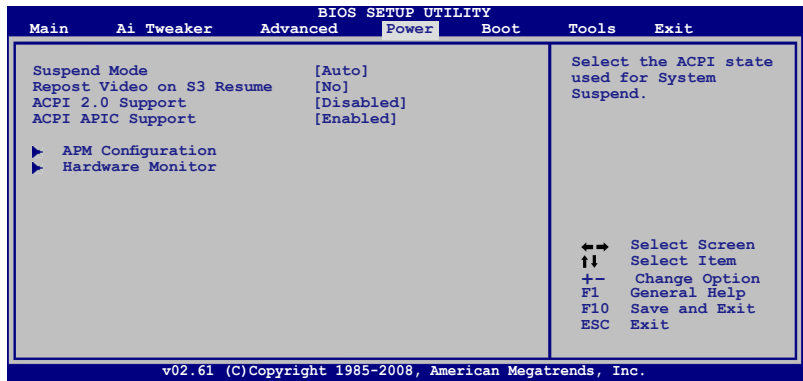 BIOS SETUP UTILITY
Main Ai Tweaker Advanced Power Boot Tools Exit
Suspend Mode [Auto]
Repost Video on S3 Resume [No]
ACPI 2.0 Support [Disabled]
ACPI APIC Support [Enabled]
APM Configuration
Hardware Monitor
Select the ACPI state
used for System
Suspend.
←→ Select Screen
↑↓ Select Item
+- Change Option
F1 General Help
F10 Save and Exit
ESC Exit
v02.61 (C)Copyright 1985-2008, American Megatrends, Inc.